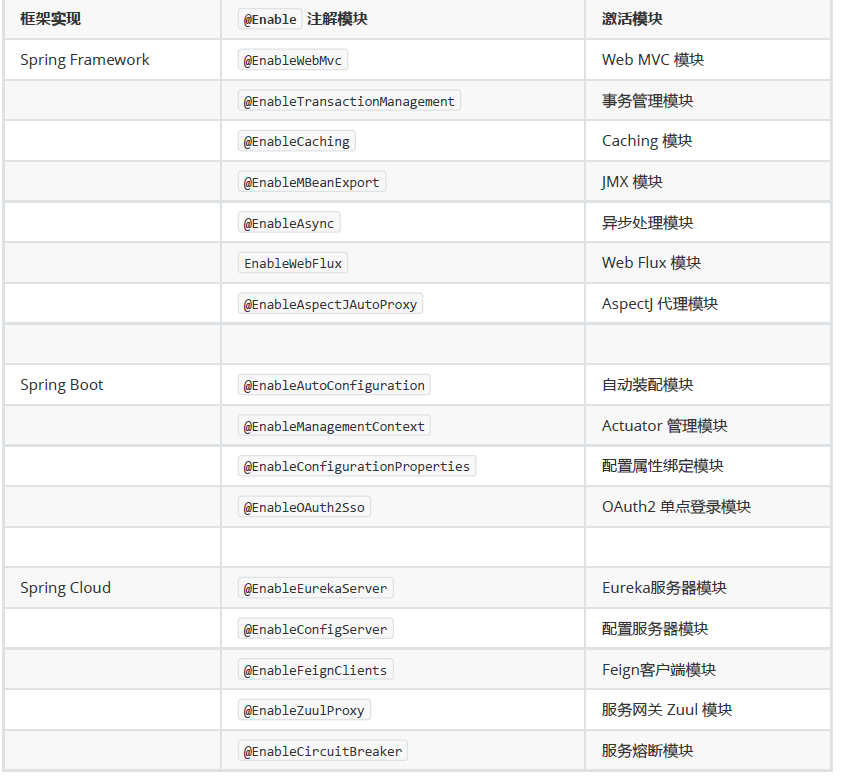 框架实现 @Enable 注解模块 激活模块
Spring Framework @EnableWebMvc Web MVC 模块
@EnableTransactionManagement 事务管理模块
@EnableCaching Caching 模块
@EnableMBeanExport JMX 模块
@EnableAsync 异步处理模块
EnableWebFlux Web Flux 模块
@EnableAspectJAutoProxy AspectJ 代理模块
Spring Boot @EnableAutoConfiguration 自动装配模块
@EnableManagementContext Actuator 管理模块
@EnableConfigurationProperties 配置属性绑定模块
@EnableOAuth2Sso OAuth2 单点登录模块
Spring Cloud @EnableEurekaServer Eureka服务器模块
@EnableConfigServer 配置服务器模块
@EnableFeignClients Feign客户端模块
@EnableZuulProxy 服务网关 Zuul 模块
@EnableCircuitBreaker 服务熔断模块